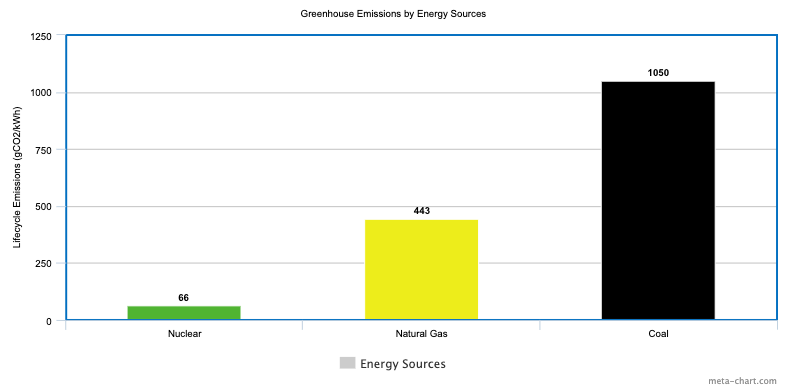 Greenhouse Emissions by Energy Sources
Lifecycle Emissions (gCO2/kWh)
1250
1000
750
500
250
0
66
443
1050
Nuclear
Natural Gas
Coal
Energy Sources
meta-chart.com